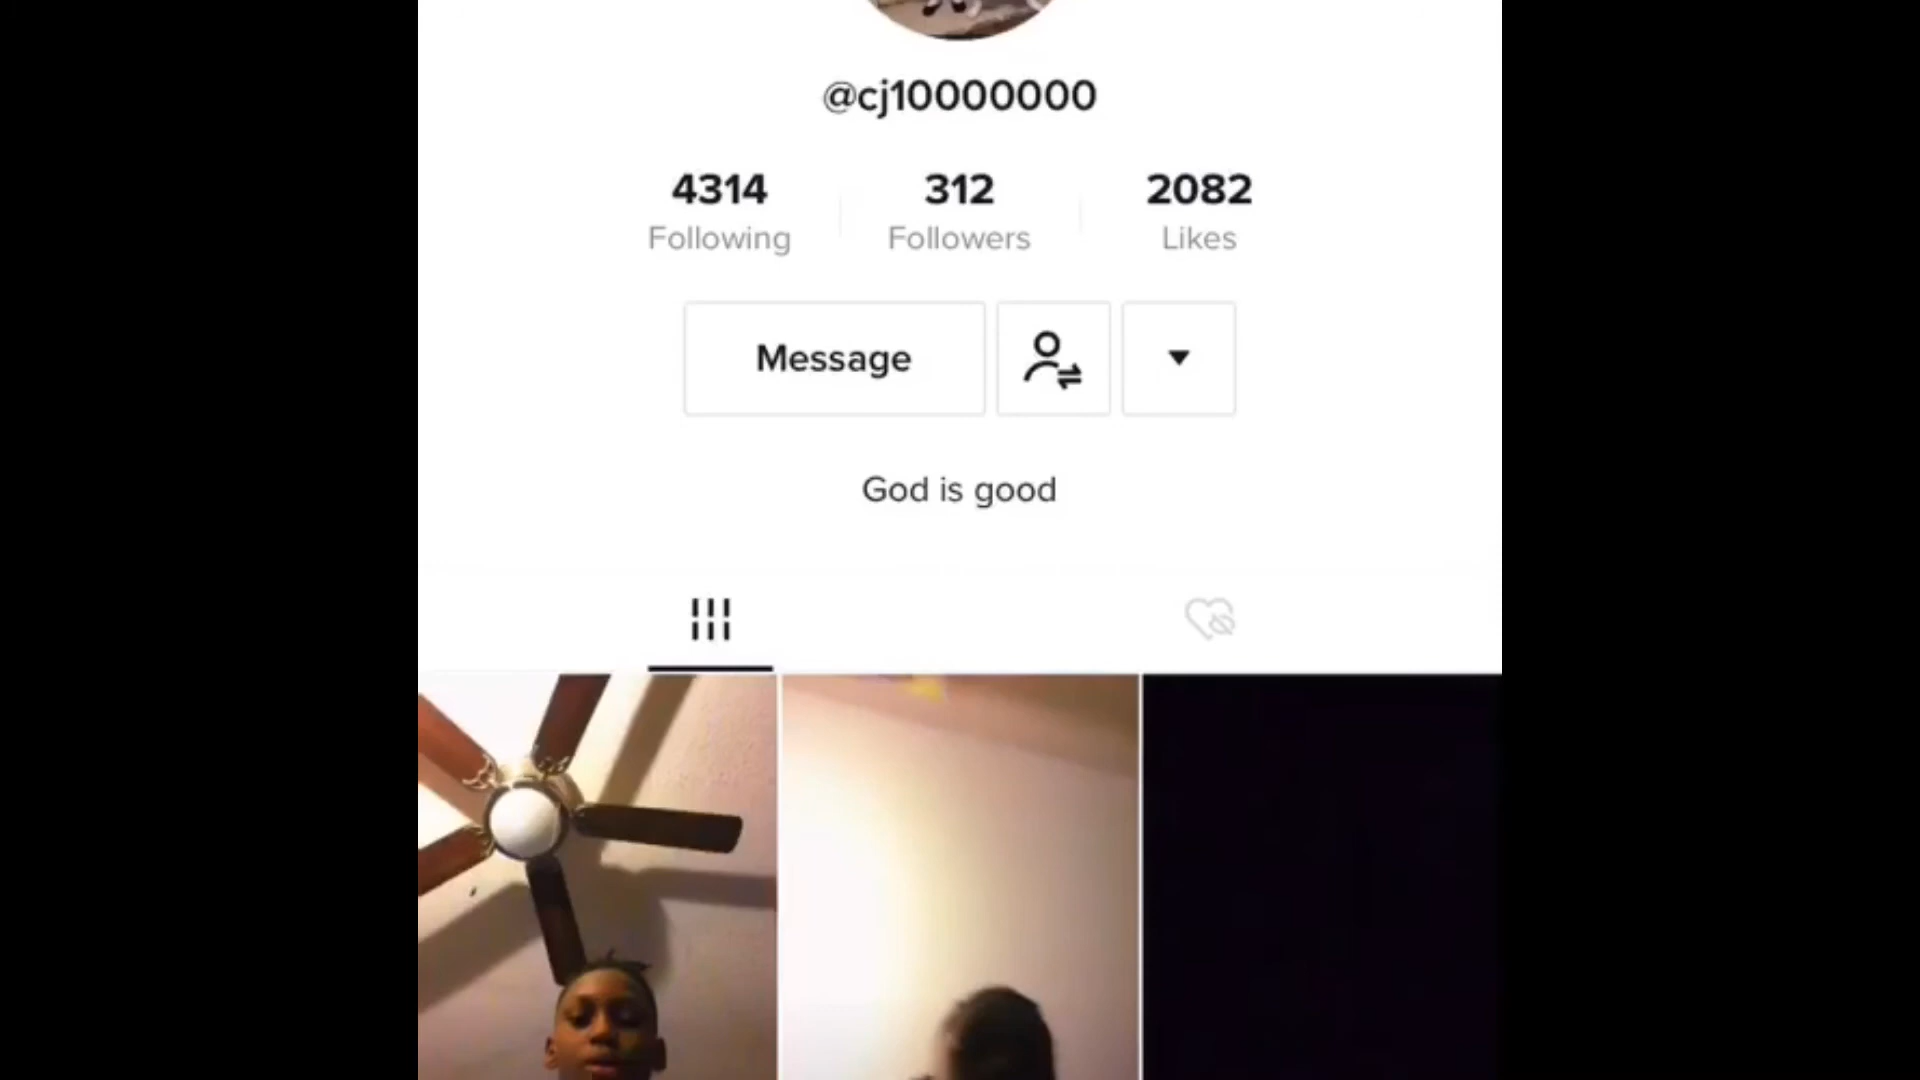 @cj10000000
4314 312 2082
Following Followers Likes
Message
God is good